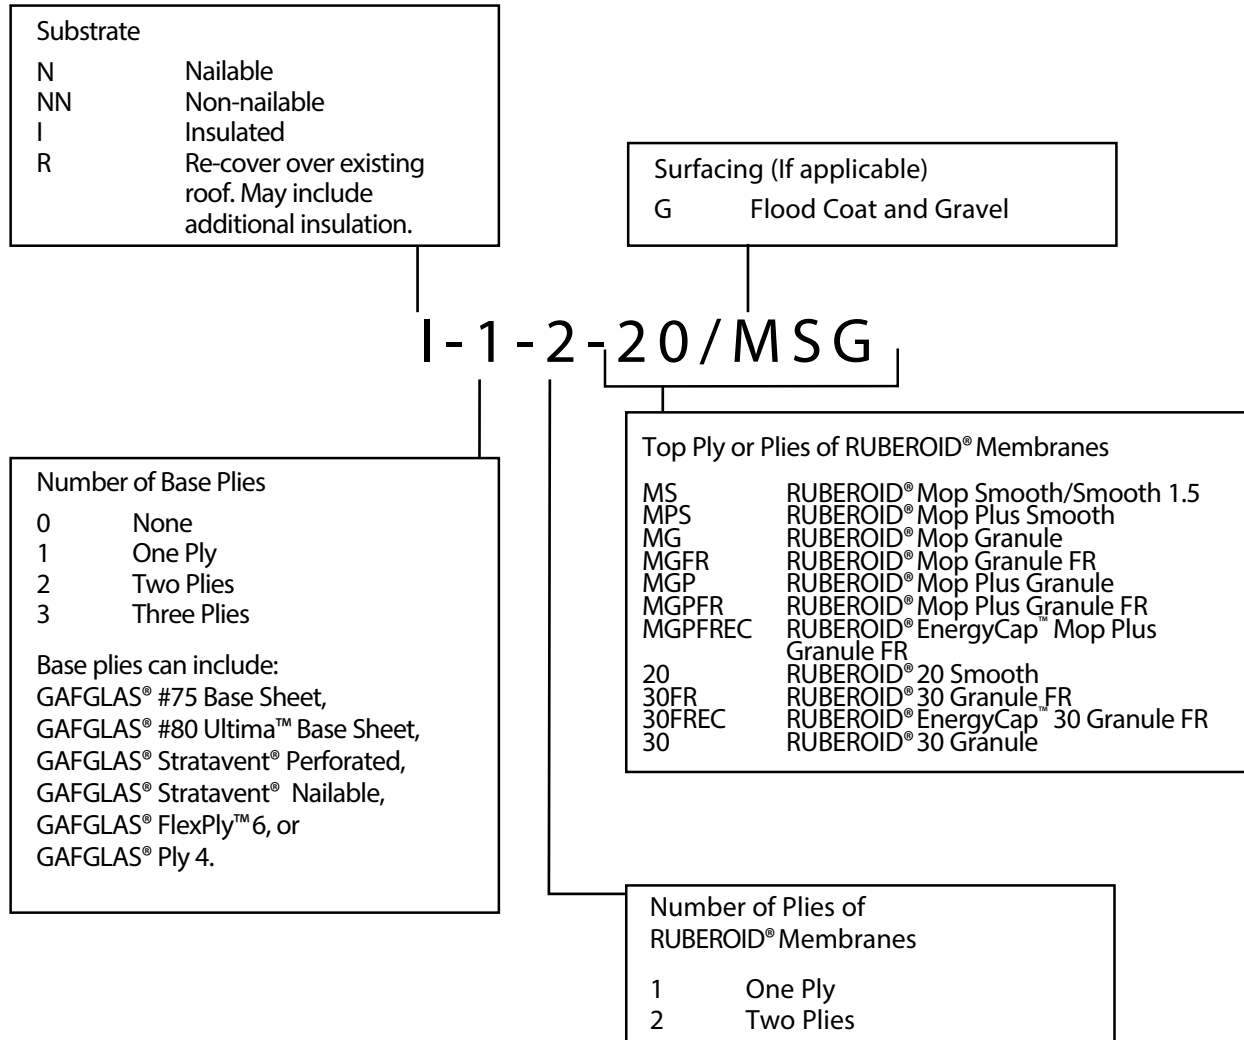 Substrate
N Nailable
NN Non-nailable
I Insulated
R Re-cover over existing
roof. May include
additional insulation.
Surfacing (If applicable)
G Flood Coat and Gravel
I-1-2-20/MSG
Number of Base Plies
0 None
1 One Ply
2 Two Plies
3 Three Plies
Base plies can include:
GAFGLAS® #75 Base Sheet,
GAFGLAS® #80 Ultima™ Base Sheet,
GAFGLAS® Stratavent® Perforated,
GAFGLAS® Stratavent® Nailable,
GAFGLAS® FlexPly™ 6, or
GAFGLAS® Ply 4.
Top Ply or Plies of RUBEROID® Membranes
MS RUBEROID® Mop Smooth/Smooth 1.5
MPS RUBEROID® Mop Plus Smooth
MG RUBEROID® Mop Granule
MGFR RUBEROID® Mop Granule FR
MGP RUBEROID® Mop Plus Granule
MGPFR RUBEROID® Mop Plus Granule FR
MGPFREC RUBEROID® EnergyCap™ Mop Plus
Granule FR
20 RUBEROID® 20 Smooth
30FR RUBEROID® 30 Granule FR
30FREC RUBEROID® EnergyCap™ 30 Granule FR
30 RUBEROID® 30 Granule
Number of Plies of
RUBEROID® Membranes
1 One Ply
2 Two Plies